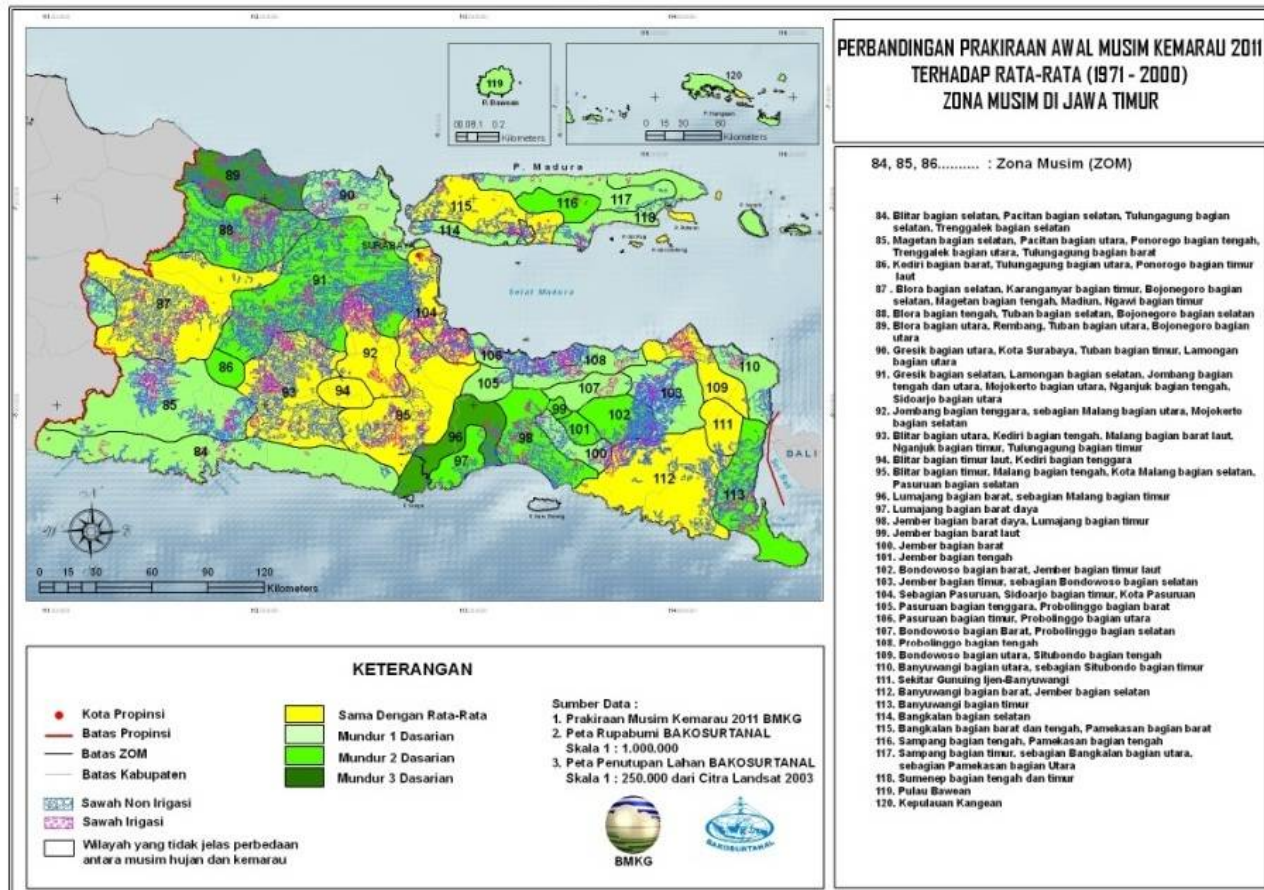 PERBANDINGAN PRAKIRAAN AWAL MUSIM KEMARAU 2011
TERHADAP RATA-RATA (1971 - 2000)
ZONA MUSIM DI JAWA TIMUR
119
P. Bawean
Kilometers
120
0 15 30 60
Kilometers
P. Madura
89
90
115
116
117
118
114
88
SURABAYA
91
Selat Madura
87
104
92
86
106
108
110
105
107
103
109
94
93
99
102
111
85
95
101
96
98
97
100
112
84
BALI
113
0 15 30 60 90 120
Kilometers
84, 85, 86.......... : Zona Musim (ZOM)
84. Blitar bagian selatan, Pacitan bagian selatan, Tulungagung bagian
selatan, Trenggalek bagian selatan
85. Magetan bagian selatan, Pacitan bagian utara, Ponorogo bagian tengah,
Trenggalek bagian utara, Tulungagung bagian barat
86. Kediri bagian barat, Tulungagung bagian utara, Ponorogo bagian timur
laut
87 . Blora bagian selatan, Karanganyar bagian timur, Bojonegoro bagian
selatan, Magetan bagian tengah, Madiun, Ngawi bagian timur
88. Blora bagian tengah, Tuban bagian selatan, Bojonegoro bagian selatan
89. Blora bagian utara, Rembang, Tuban bagian utara, Bojonegoro bagian
utara
90. Gresik bagian utara, Kota Surabaya, Tuban bagian timur, Lamongan
bagian utara
91. Gresik bagian selatan, Lamongan bagian selatan, Jombang bagian
tengah dan utara, Mojokerto bagian utara, Nganjuk bagian tengah,
Sidoarjo bagian utara
92. Jombang bagian tenggara, sebagian Malang bagian utara, Mojokerto
bagian selatan
93. Blitar bagian utara, Kediri bagian tengah, Malang bagian barat laut,
Nganjuk bagian timur, Tulungagung bagian timur
94. Blitar bagian timur laut, Kediri bagian tenggara
95. Blitar bagian timur, Malang bagian tengah, Kota Malang bagian selatan,
Pasuruan bagian selatan
96. Lumajang bagian barat, sebagian Malang bagian timur
97. Lumajang bagian barat daya
98. Jember bagian barat daya, Lumajang bagian timur
99. Jember bagian barat laut
100. Jember bagian barat
101. Jember bagian tengah
102. Bondowoso bagian barat, Jember bagian timur laut
103. Jember bagian timur, sebagian Bondowoso bagian selatan
104. Sebagian Pasuruan, Sidoarjo bagian timur, Kota Pasuruan
105. Pasuruan bagian tenggara, Probolinggo bagian barat
106. Pasuruan bagian timur, Probolinggo bagian utara
107. Bondowoso bagian Barat, Probolinggo bagian selatan
108. Probolinggo bagian tengah
109. Bondowoso bagian utara, Situbondo bagian tengah
110. Banyuwangi bagian utara, sebagian Situbondo bagian timur
111. Sekitar Gunuing Ijen-Banyuwangi
112. Banyuwangi bagian barat, Jember bagian selatan
113. Banyuwangi bagian timur
114. Bangkalan bagian selatan
115. Bangkalan bagian barat dan tengah, Pamekasan bagian barat
116. Sampang bagian tengah, Pamekasan bagian tengah
117. Sampang bagian timur, sebagian Bangkalan bagian utara,
sebagian Pamekasan bagian Utara
118. Sumenep bagian tengah dan timur
119. Pulau Bawean
120. Kepulauan Kangean
KETERANGAN
Kota Propinsi
Batas Propinsi
Batas ZOM
Batas Kabupaten
Sawah Non Irigasi
Sawah Irigasi
Wilayah yang tidak jelas perbedaan
antara musim hujan dan kemarau
Sama Dengan Rata-Rata
Mundur 1 Dasarian
Mundur 2 Dasarian
Mundur 3 Dasarian
Sumber Data :
1. Prakiraan Musim Kemarau 2011 BMKG
2. Peta Rupabumi BAKOSURTANAL
Skala 1 : 1.000.000
3. Peta Penutupan Lahan BAKOSURTANAL
Skala 1 : 250.000 dari Citra Landsat 2003
BMKG
BAKOSURTANAL